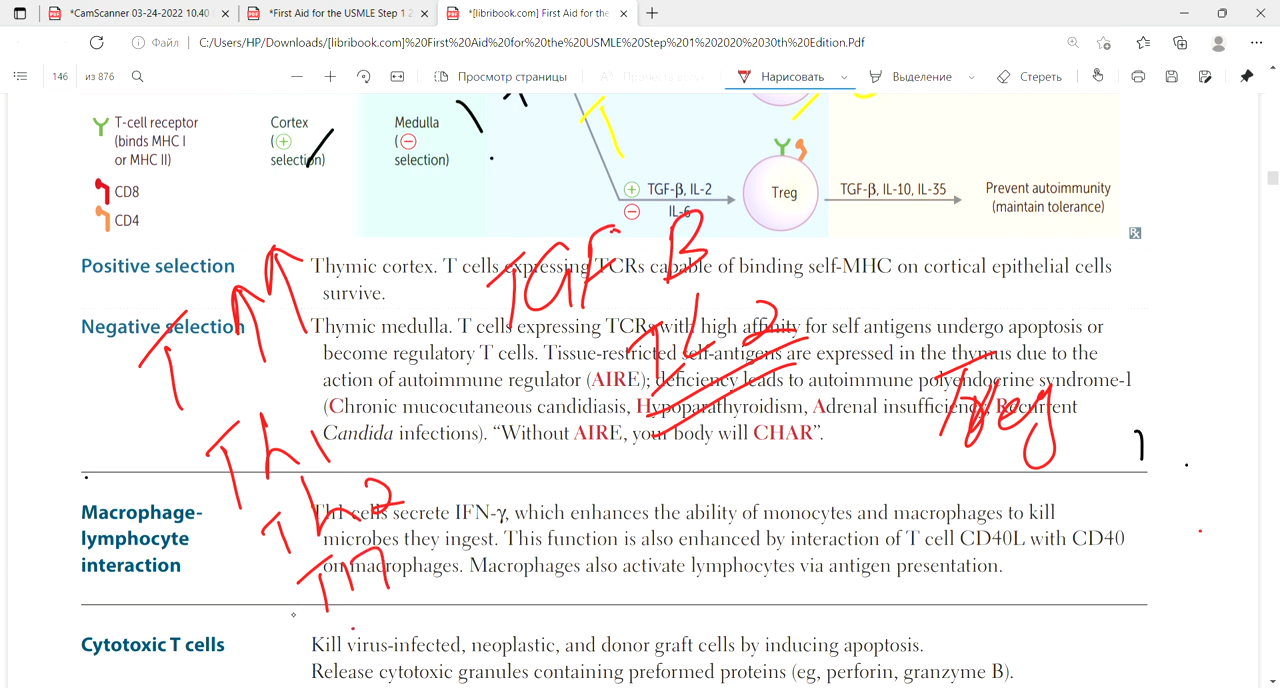 *CamScanner 03-24-2022 10.40
*First Aid for the USMLE Step 1 2
*[libribook.com] First Aid for the
Файл
C:/Users/HP/Downloads/[libribook.com]%20First%20Aid%20for%20the%20USMLE%20Step%201%202020%2030th%20Edition.Pdf
146 из 876
Просмотр страницы
Нарисовать
Выделение
Стереть
T-cell receptor
(binds MHC I
or MHC II)
CD8
CD4
Cortex
(+
selection)
Medulla
(−
selection)
+ TGF-β, IL-2
− IL-6
Treg
TGF-β, IL-10, IL-35
Prevent autoimmunity
(maintain tolerance)
Rx
Positive selection
Thymic cortex. T cells expressing TCRs capable of binding self-MHC on cortical epithelial cells
survive.
Negative selection
Thymic medulla. T cells expressing TCRs with high affinity for self antigens undergo apoptosis or
become regulatory T cells. Tissue-restricted self-antigens are expressed in the thymus due to the
action of autoimmune regulator (AIRE); deficiency leads to autoimmune polyendocrine syndrome-1
(Chronic mucocutaneous candidiasis, Hypoparathyroidism, Adrenal insufficiency, Recurrent
Candida infections). “Without AIRE, your body will CHAR”.
Macrophage-
lymphocyte
interaction
Th1 cells secrete IFN-γ, which enhances the ability of monocytes and macrophages to kill
microbes they ingest. This function is also enhanced by interaction of T cell CD40L with CD40
on macrophages. Macrophages also activate lymphocytes via antigen presentation.
Cytotoxic T cells
Kill virus-infected, neoplastic, and donor graft cells by inducing apoptosis.
Release cytotoxic granules containing preformed proteins (eg, perforin, granzyme B).
TGF B
IL 2
Treg
T
Th1
Th2